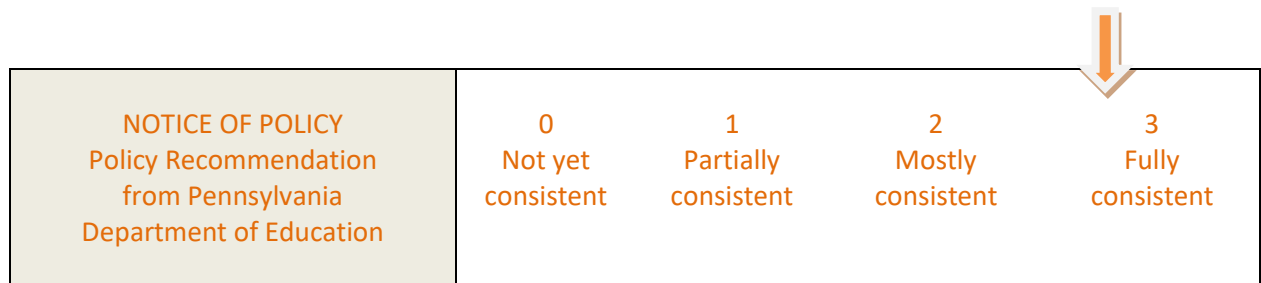 NOTICE OF POLICY
Policy Recommendation
from Pennsylvania
Department of Education
0
Not yet
consistent
1
Partially
consistent
2
Mostly
consistent
3
Fully
consistent